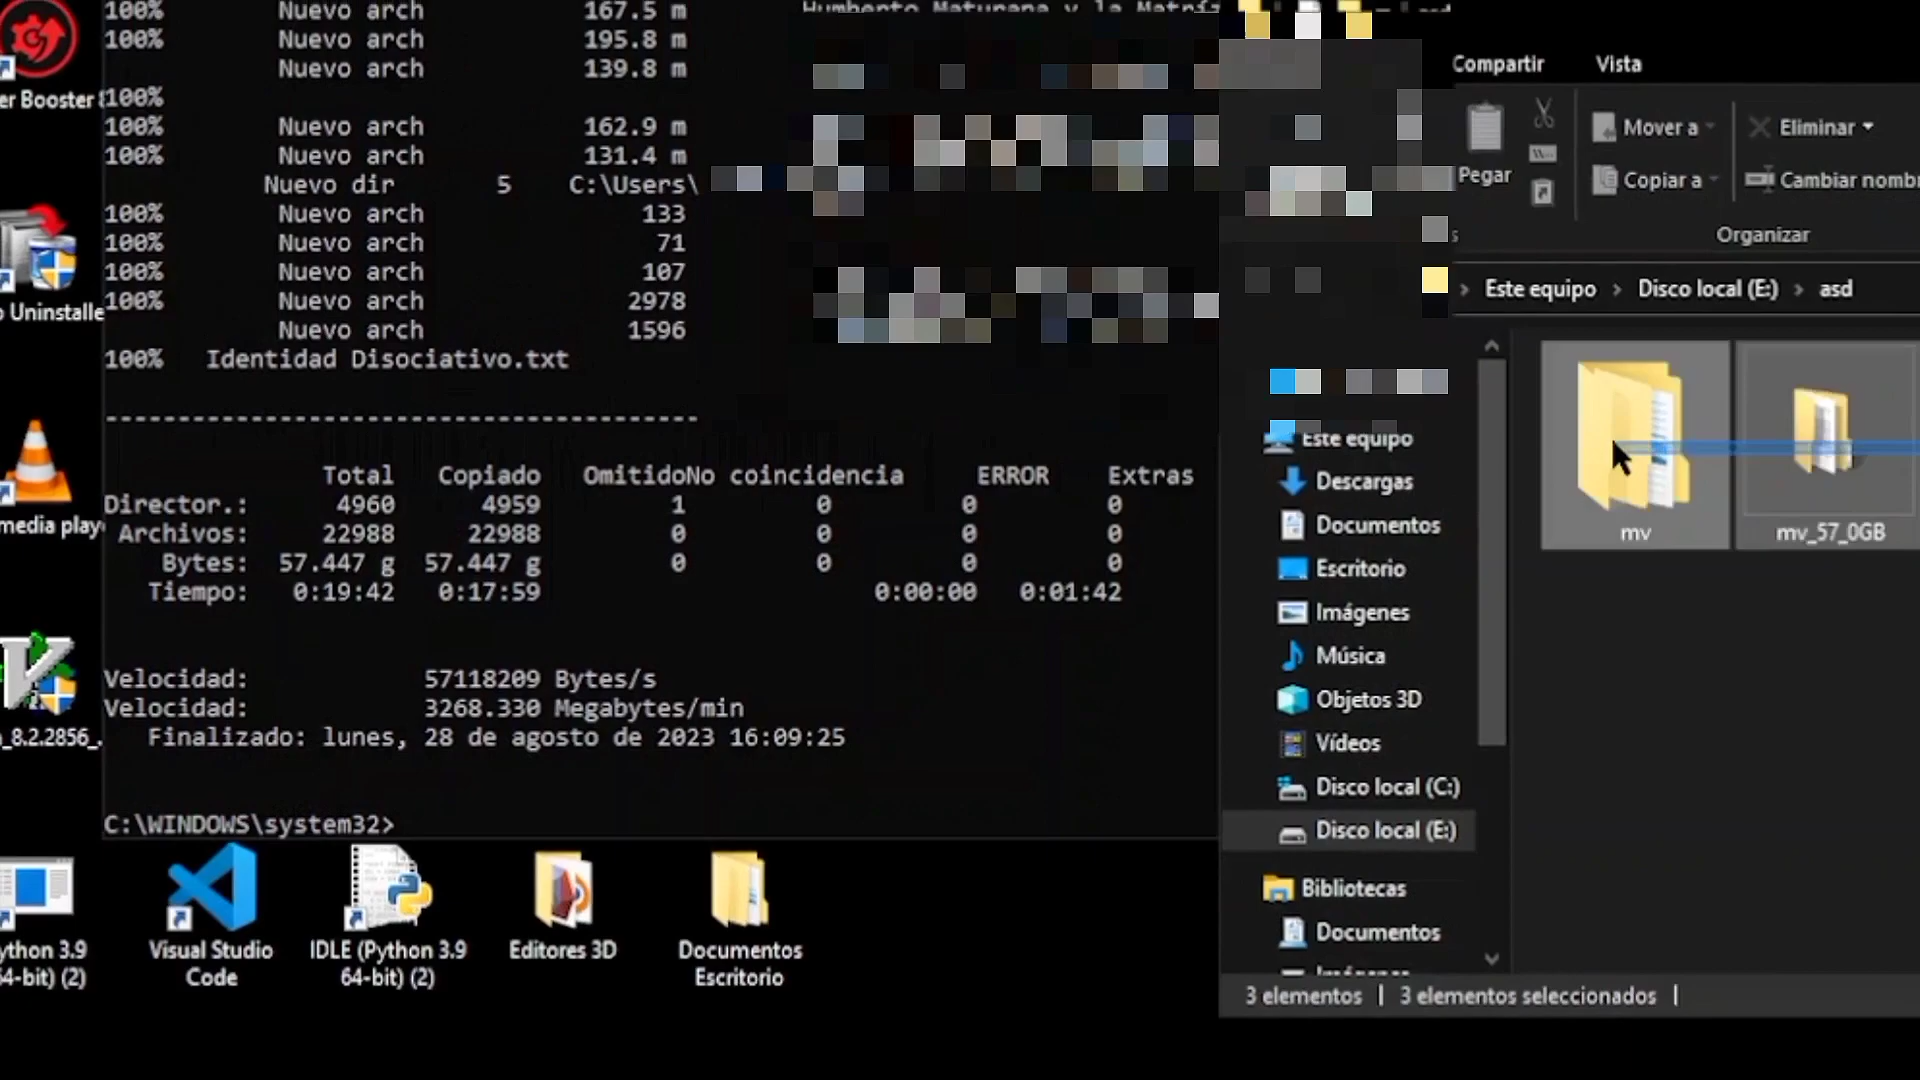 100% Nuevo arch 167.5 m
100% Nuevo arch 195.8 m
Nuevo arch 139.8 m
100%
100% Nuevo arch 162.9 m
100% Nuevo arch 131.4 m
Nuevo dir 5 C:\Users\
100% Nuevo arch 133
100% Nuevo arch 71
100% Nuevo arch 107
100% Nuevo arch 2978
Nuevo arch 1596
100% Identidad Disociativo.txt
-----------------------------------------
Total Copiado OmitidoNo coincidencia ERROR Extras
Director.: 4960 4959 1 0 0 0
Archivos: 22988 22988 0 0 0 0
Bytes: 57.447 g 57.447 g 0 0 0 0
Tiempo: 0:19:42 0:17:59 0:00:00 0:01:42
Velocidad: 57118209 Bytes/s
Velocidad: 3268.330 Megabytes/min
Finalizado: lunes, 28 de agosto de 2023 16:09:25
C:\WINDOWS\system32>
er Booster
o Uninstalle
media play
_8.2.2856_.
ython 3.9
64-bit) (2)
Visual Studio
Code
IDLE (Python 3.9
64-bit) (2)
Editores 3D
Documentos
Escritorio
Humberto Maturana y la Matriz
Compartir Vista
Pegar
Mover a
Copiar a
Eliminar
Cambiar nombr
Organizar
Este equipo > Disco local (E:) > asd
Este equipo
Descargas
Documentos
Escritorio
Imágenes
Música
Objetos 3D
Vídeos
Disco local (C:)
Disco local (E:)
Bibliotecas
Documentos
Imágenes
mv
mv_57_0GB
3 elementos | 3 elementos seleccionados |